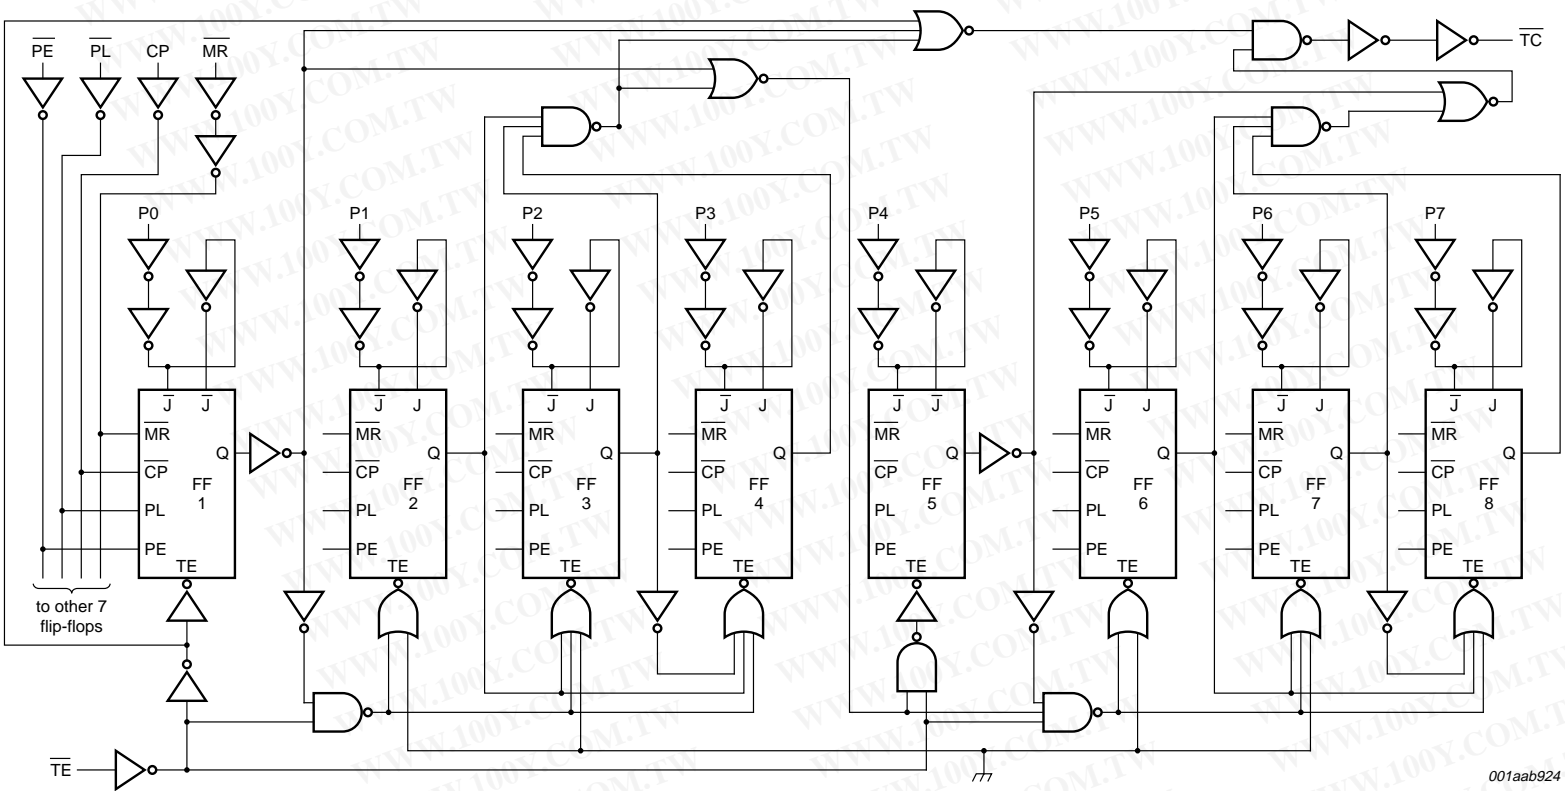 PE PL CP MR
TC
P0 P1 P2 P3 P4 P5 P6 P7
J J J J J J J J J J J J J J J J
MR MR MR MR MR MR MR MR
Q Q Q Q Q Q Q Q
CP CP CP CP CP CP CP CP
FF 1 FF 2 FF 3 FF 4 FF 5 FF 6 FF 7 FF 8
PL PL PL PL PL PL PL PL
PE PE PE PE PE PE PE PE
TE TE TE TE TE TE TE TE
to other 7
flip-flops
TE
001aab924
WWW.100Y.COM.TW